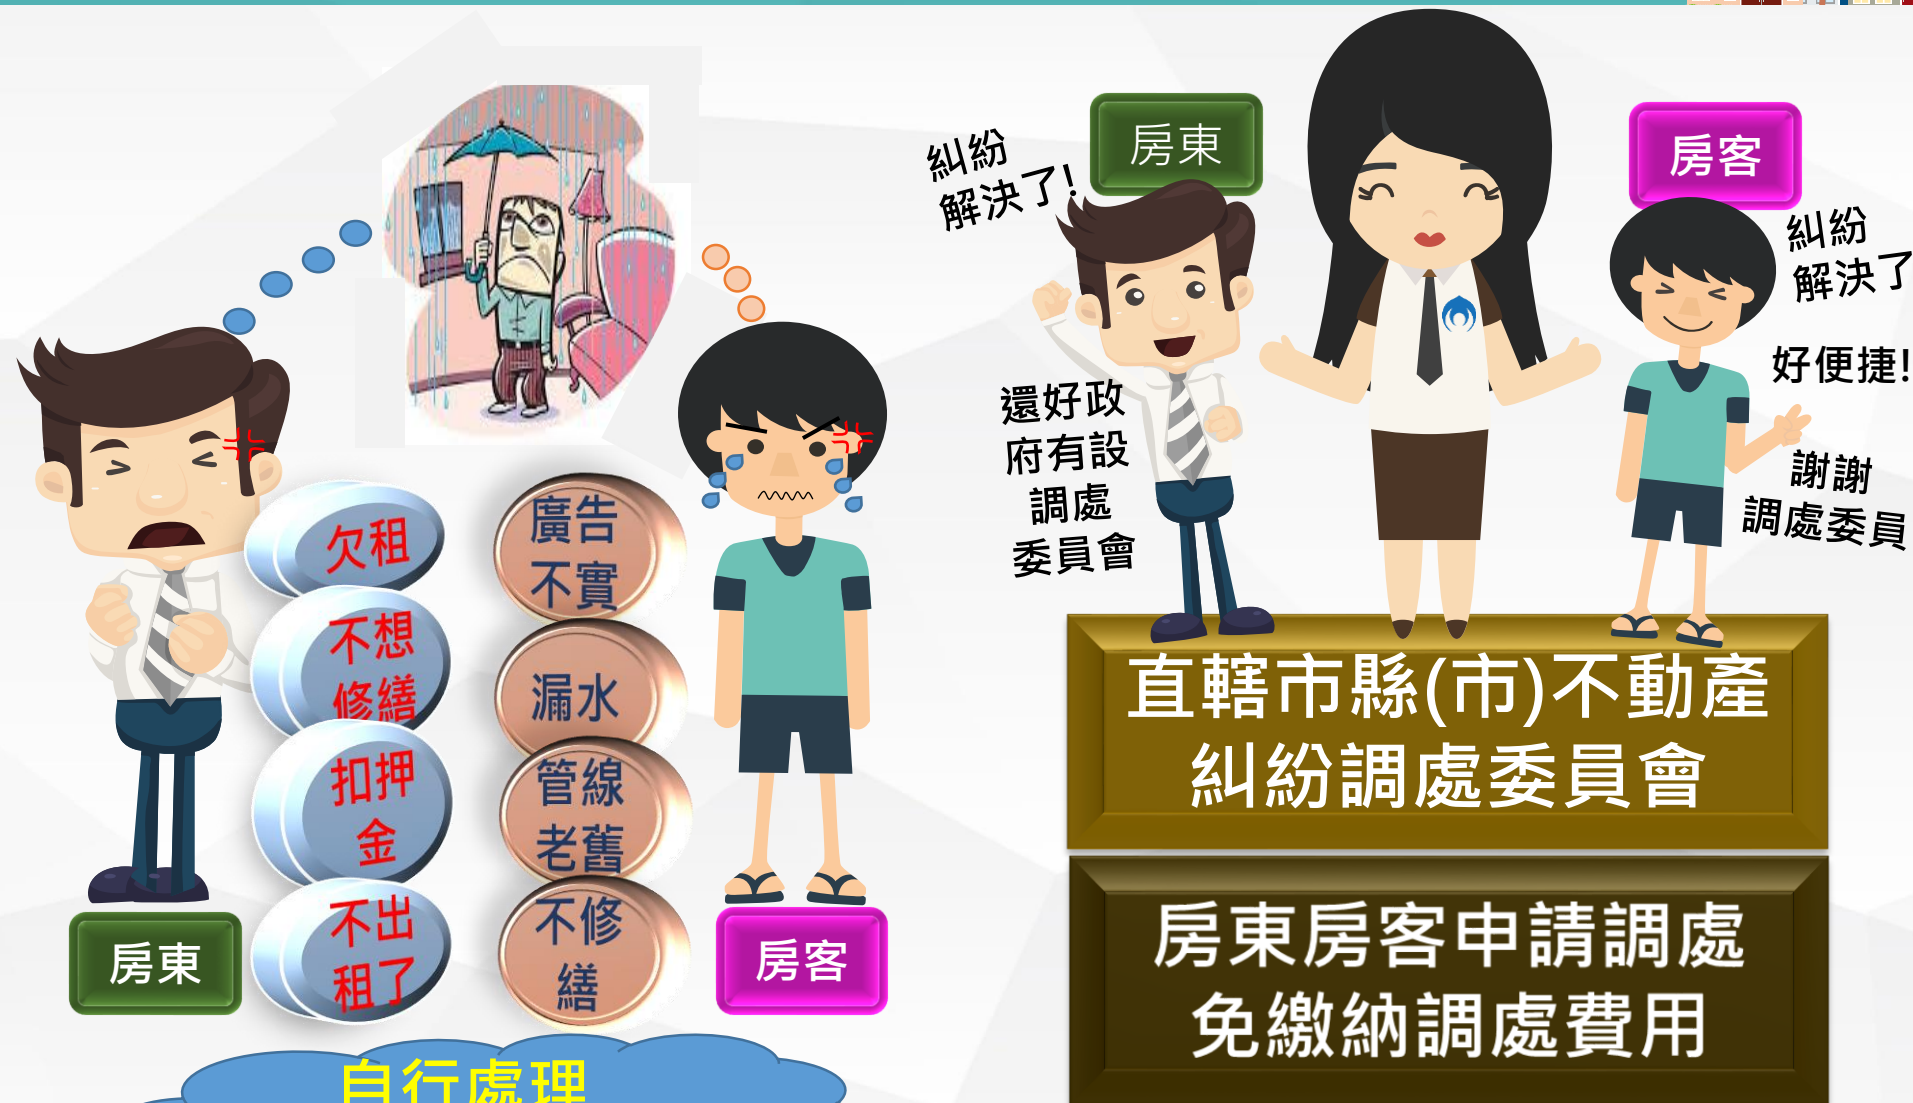 欠租
不想
修繕
扣押
金
不出
租了
廣告
不實
漏水
管線
老舊
不修
繕
房東
房客
自行處理
糾紛
解決了!
房東
房客
糾紛
解決了
好便捷!
還好政
府有設
調處
委員會
謝謝
調處委員
直轄市縣(市)不動產
糾紛調處委員會
房東房客申請調處
免繳納調處費用